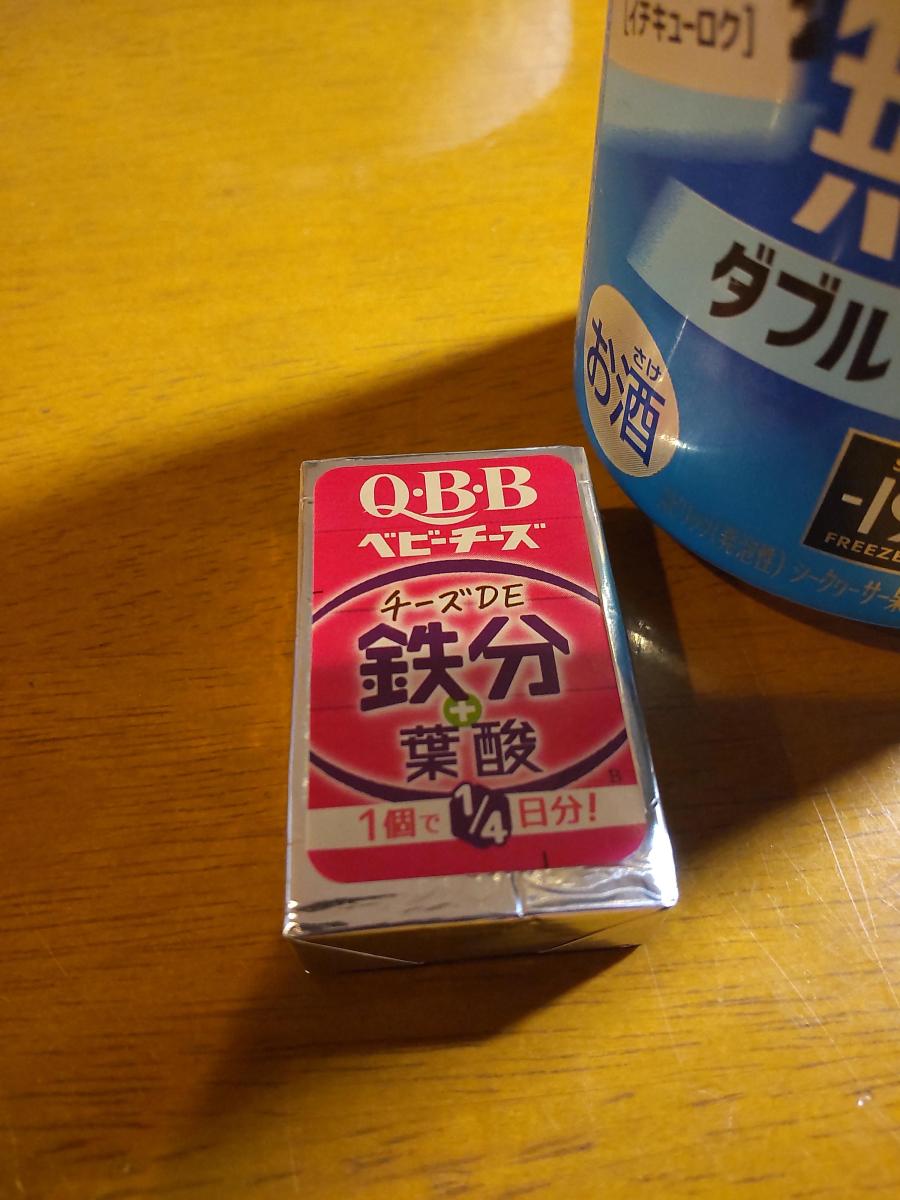 [イチキューロク]
ダブル
さけ
お酒
FREEZE
Q・B・B
ベビーチーズ
チーズDE
鉄分
+
葉酸
B
1個で1/4日分!